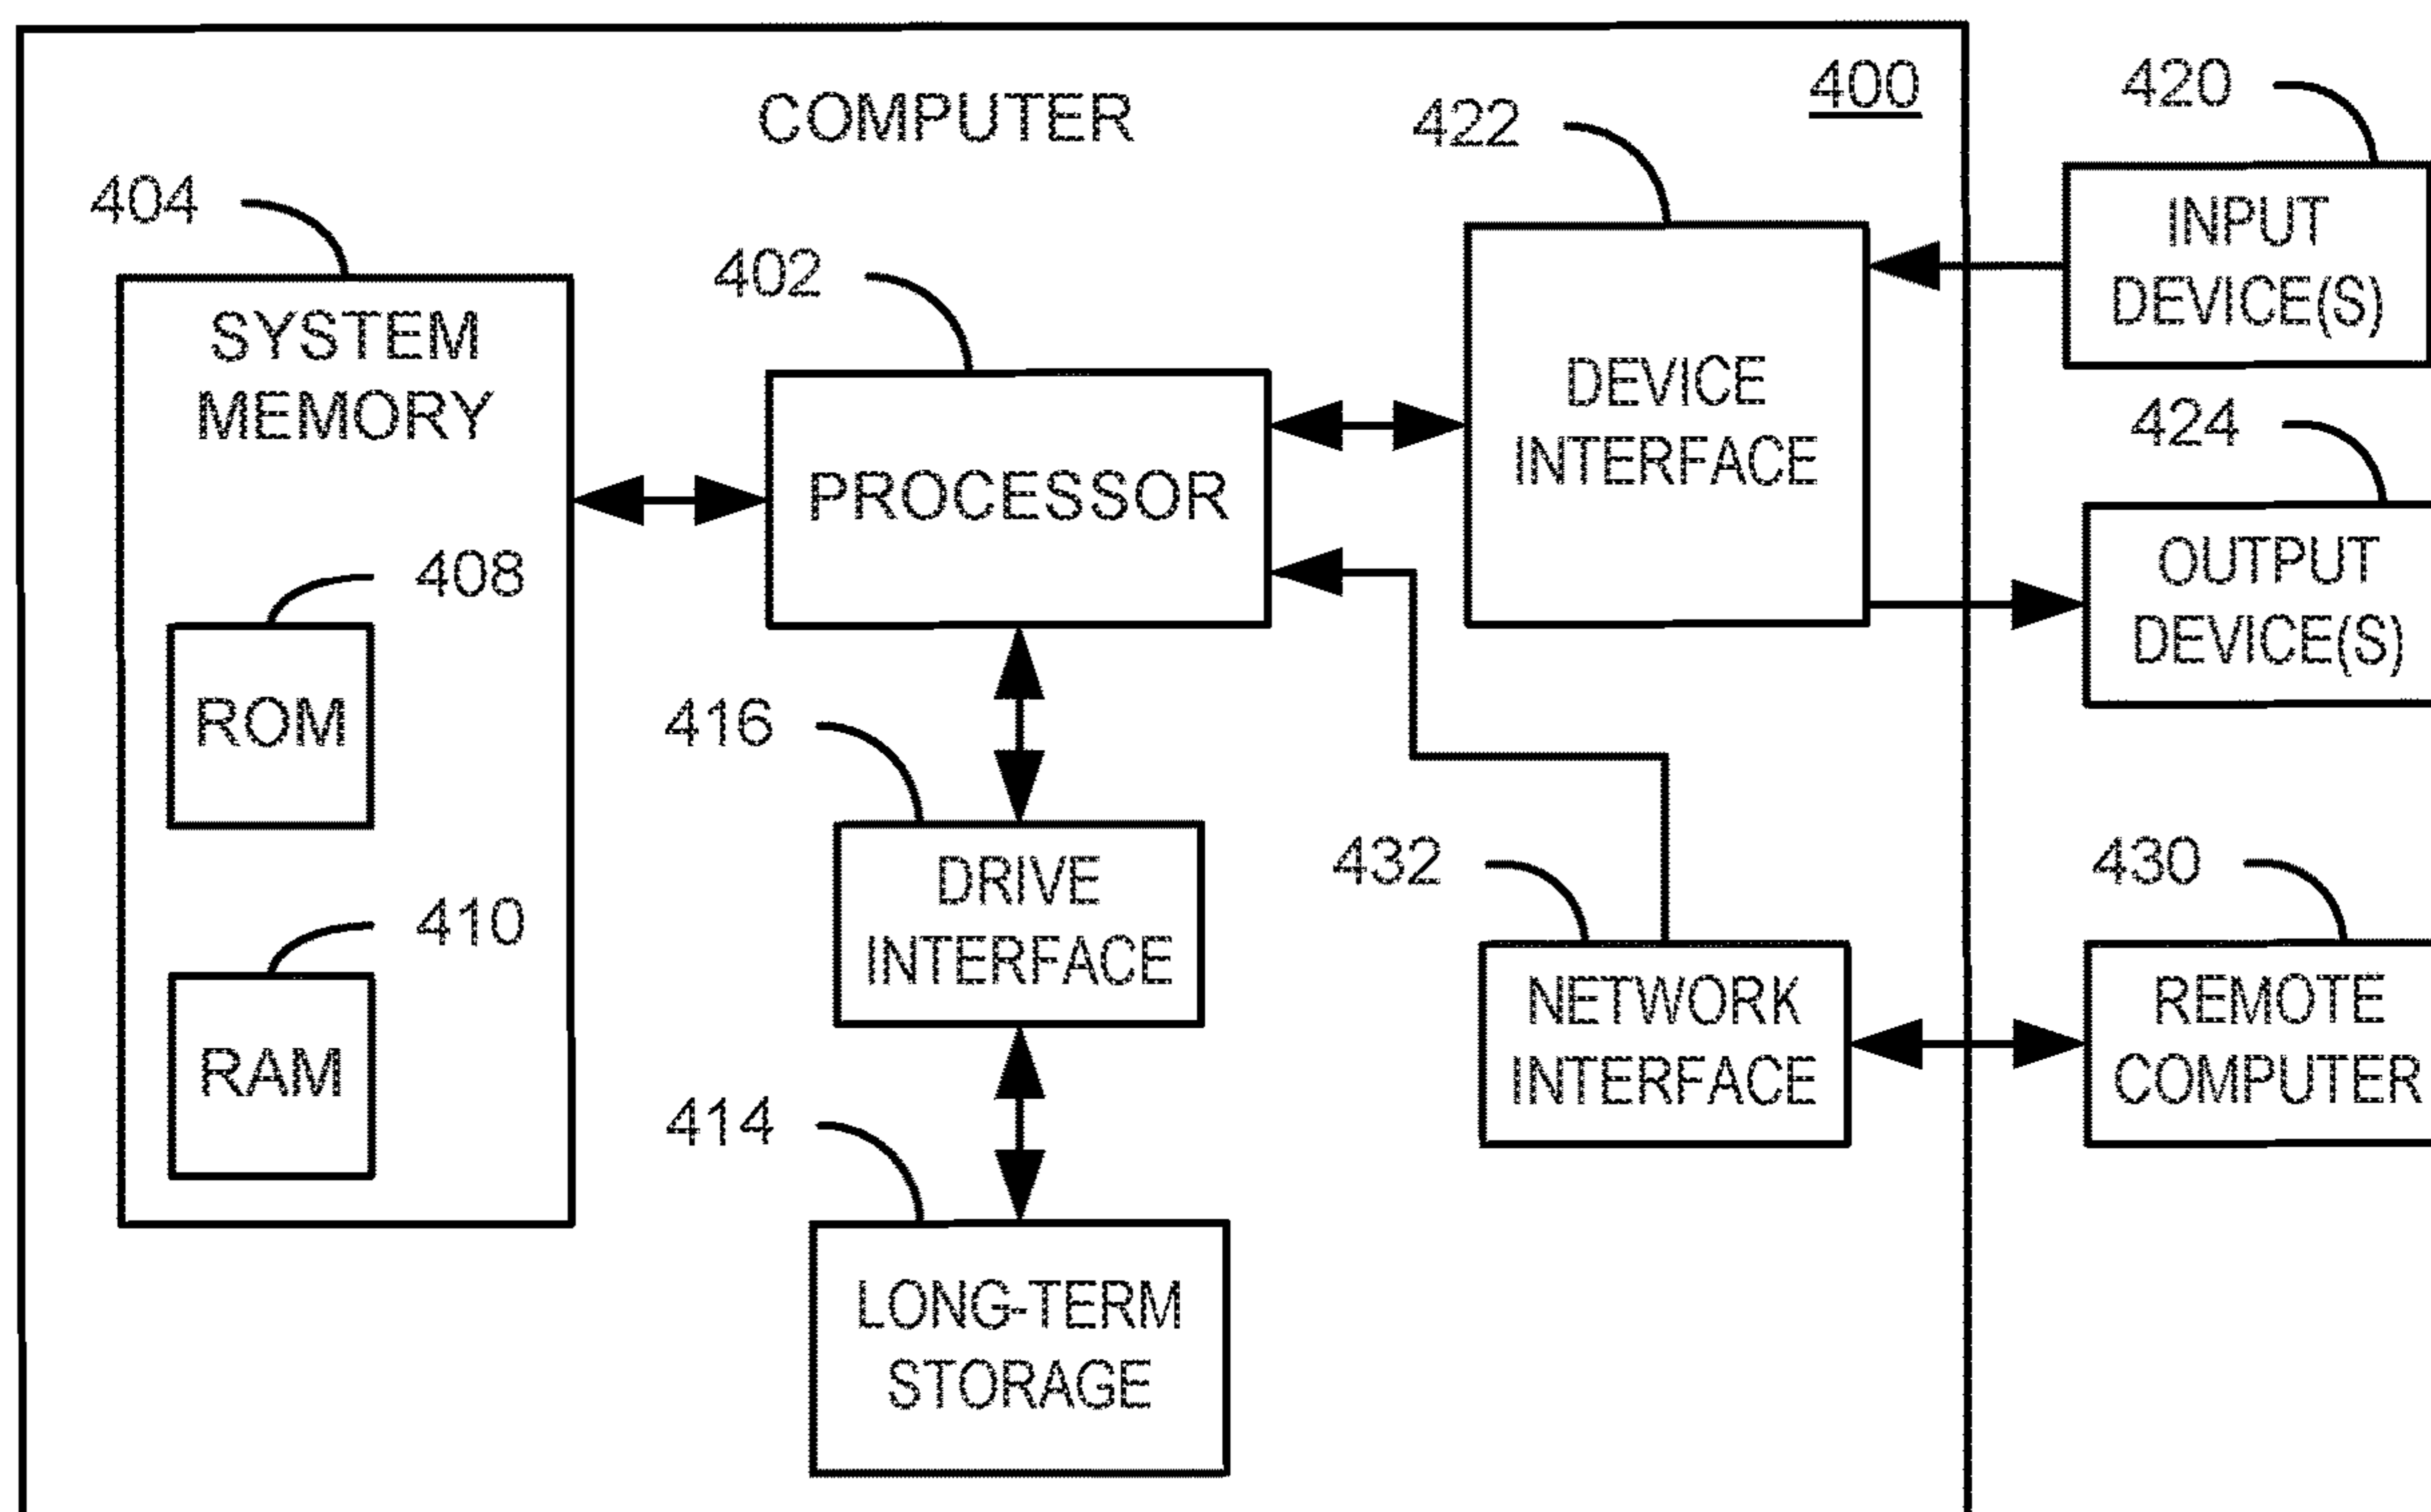 COMPUTER
400
420
422
404
402
INPUT
DEVICE(S)
SYSTEM
MEMORY
DEVICE
INTERFACE
424
PROCESSOR
OUTPUT
DEVICE(S)
408
ROM
416
432
430
DRIVE
INTERFACE
410
RAM
NETWORK
INTERFACE
REMOTE
COMPUTER
414
LONG-TERM
STORAGE